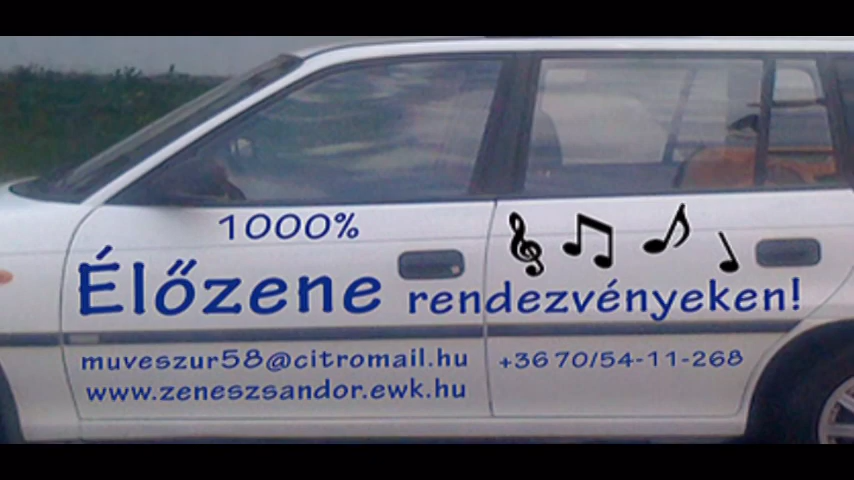 1000%
Élőzene rendezvényeken!
muveszur58@citromail.hu +36 70/54-11-268
www.zeneszsandor.ewk.hu